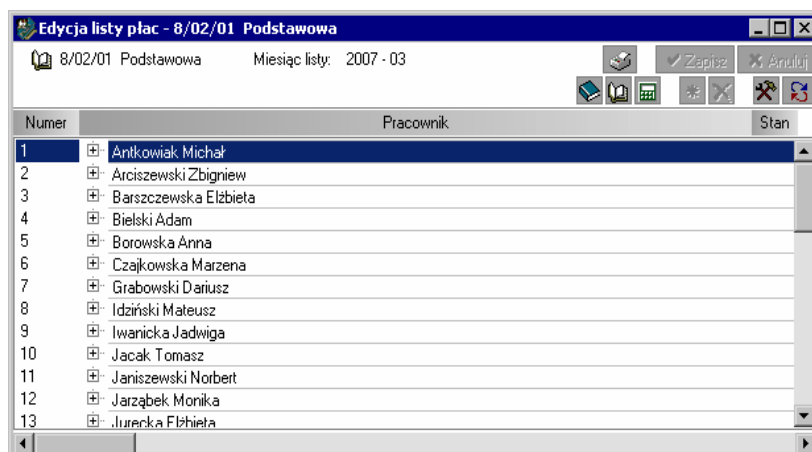 Edycja listy płac - 8/02/01 Podstawowa
8/02/01 Podstawowa Miesiąc listy: 2007 - 03 Zapisz Anuluj
Numer Pracownik Stan
1 Antkowiak Michał
2 Arciszewski Zbigniew
3 Barszczewska Elżbieta
4 Bielski Adam
5 Borowska Anna
6 Czajkowska Marzena
7 Grabowski Dariusz
8 Idziński Mateusz
9 Iwanicka Jadwiga
10 Jacak Tomasz
11 Janiszewski Norbert
12 Jarząbek Monika
13 Jurecka Elżbieta